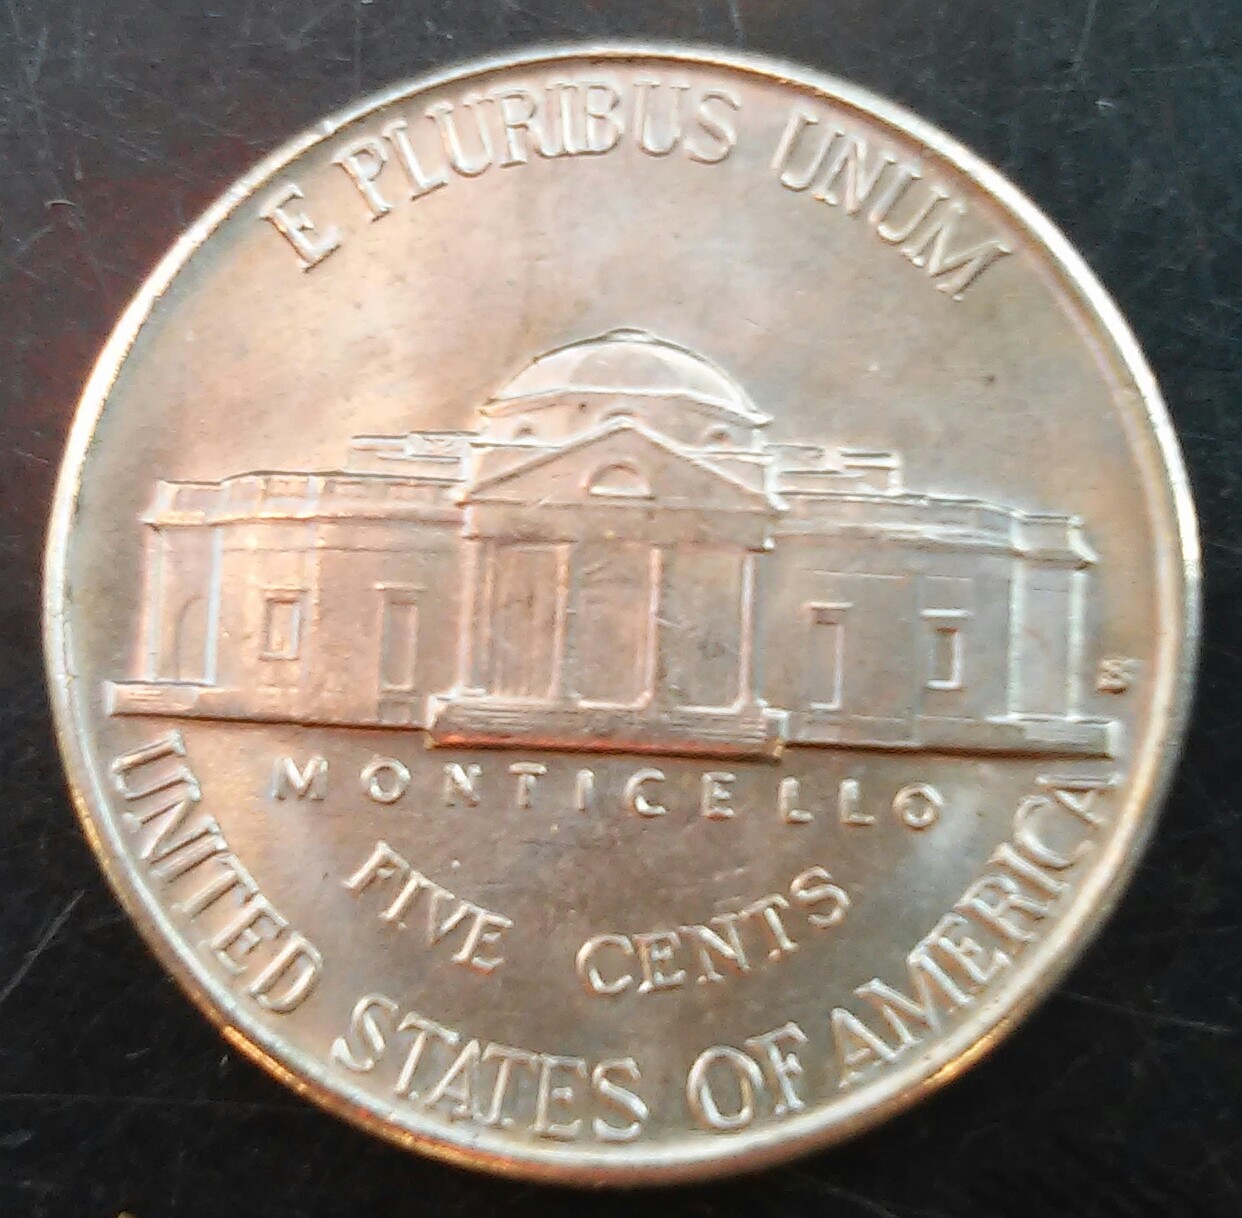 E PLURIBUS UNUM
MONTICELLO
FIVE CENTS
UNITED STATES OF AMERICA